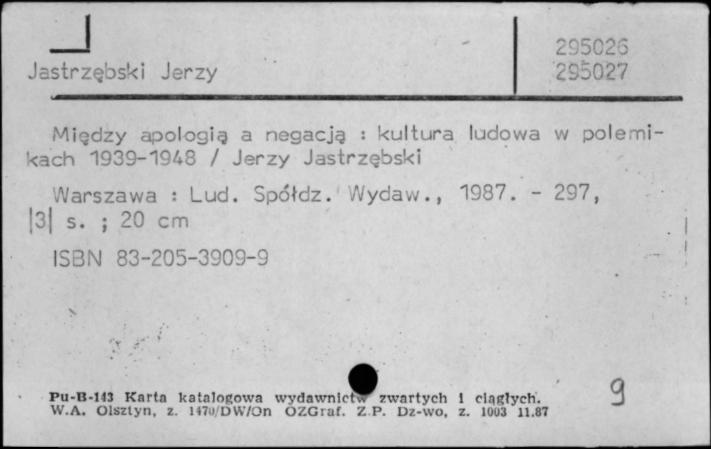 295026
Jastrzębski Jerzy 295027
Między apologią a negacją : kultura ludowa w polemi-
kach 1939-1948 / Jerzy Jastrzębski
Warszawa : Lud. Spółdz. Wydaw., 1987. - 297,
|3| s. ; 20 cm
ISBN 83-205-3909-9
9
Pu-B-143 Karta katalogowa wydawnictw zwartych i ciągłych.
W.A. Olsztyn, z. 1470/DW/On OZGraf. Z.P. Dz-wo, z. 1003 11.87